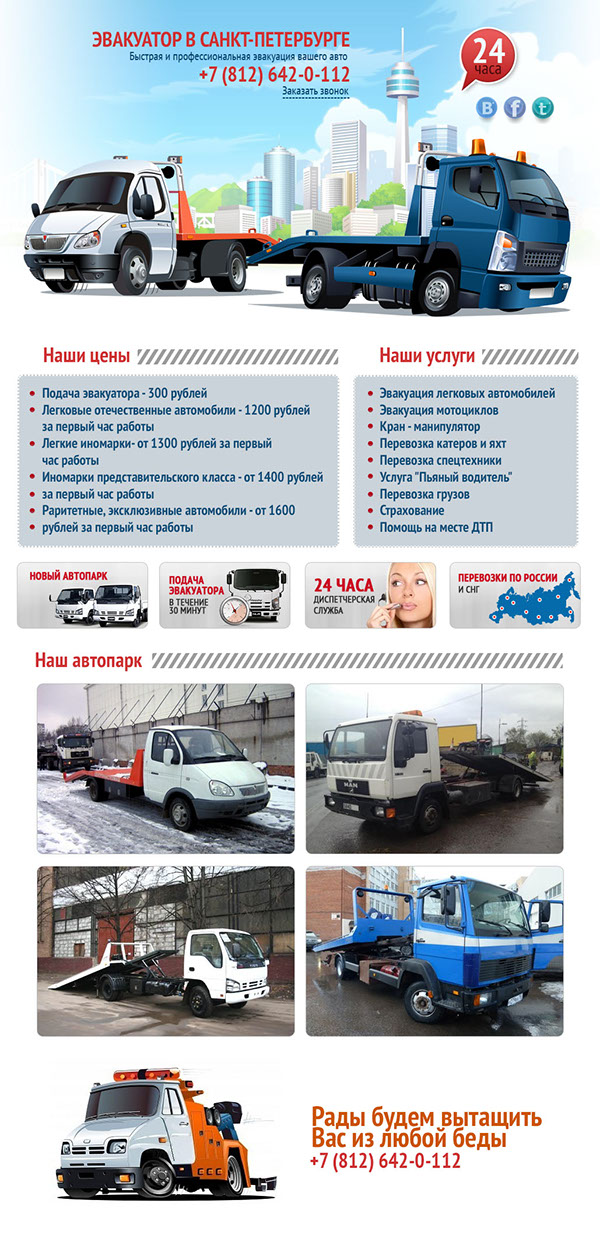 ЭВАКУАТОР В САНКТ-ПЕТЕРБУРГЕ
Быстрая и профессиональная эвакуация вашего авто
+7 (812) 642-0-112
Заказать звонок
24
часа
В f t
Наши цены
Подача эвакуатора - 300 рублей
Легковые отечественные автомобили - 1200 рублей
за первый час работы
Легкие иномарки- от 1300 рублей за первый
час работы
Иномарки представительского класса - от 1400 рублей
за первый час работы
Раритетные, эксклюзивные автомобили - от 1600
рублей за первый час работы
Наши услуги
Эвакуация легковых автомобилей
Эвакуация мотоциклов
Кран - манипулятор
Перевозка катеров и яхт
Перевозка спецтехники
Услуга "Пьяный водитель"
Перевозка грузов
Страхование
Помощь на месте ДТП
НОВЫЙ АВТОПАРК
ПОДАЧА
ЭВАКУАТОРА
В ТЕЧЕНИЕ
30 МИНУТ
24 ЧАСА
ДИСПЕТЧЕРСКАЯ
СЛУЖБА
ПЕРЕВОЗКИ ПО РОССИИ
И СНГ
Наш автопарк
MAN
Рады будем вытащить
Вас из любой беды
+7 (812) 642-0-112